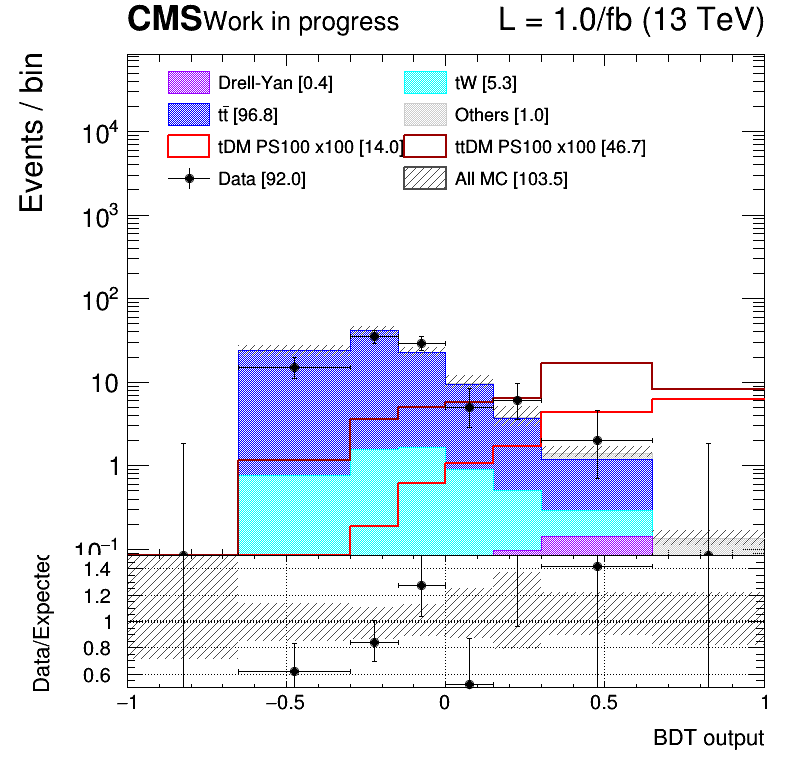 CMS Work in progress L = 1.0/fb (13 TeV)
Events / bin
Drell-Yan [0.4] tW [5.3]
tt̄ [96.8] Others [1.0]
tDM PS100 x100 [14.0] ttDM PS100 x100 [46.7]
Data [92.0] All MC [103.5]
10⁴
10³
10²
10
1
10⁻¹
Data/Expected
1.4
1.2
1
0.8
0.6
−1 −0.5 0 0.5 1
BDT output